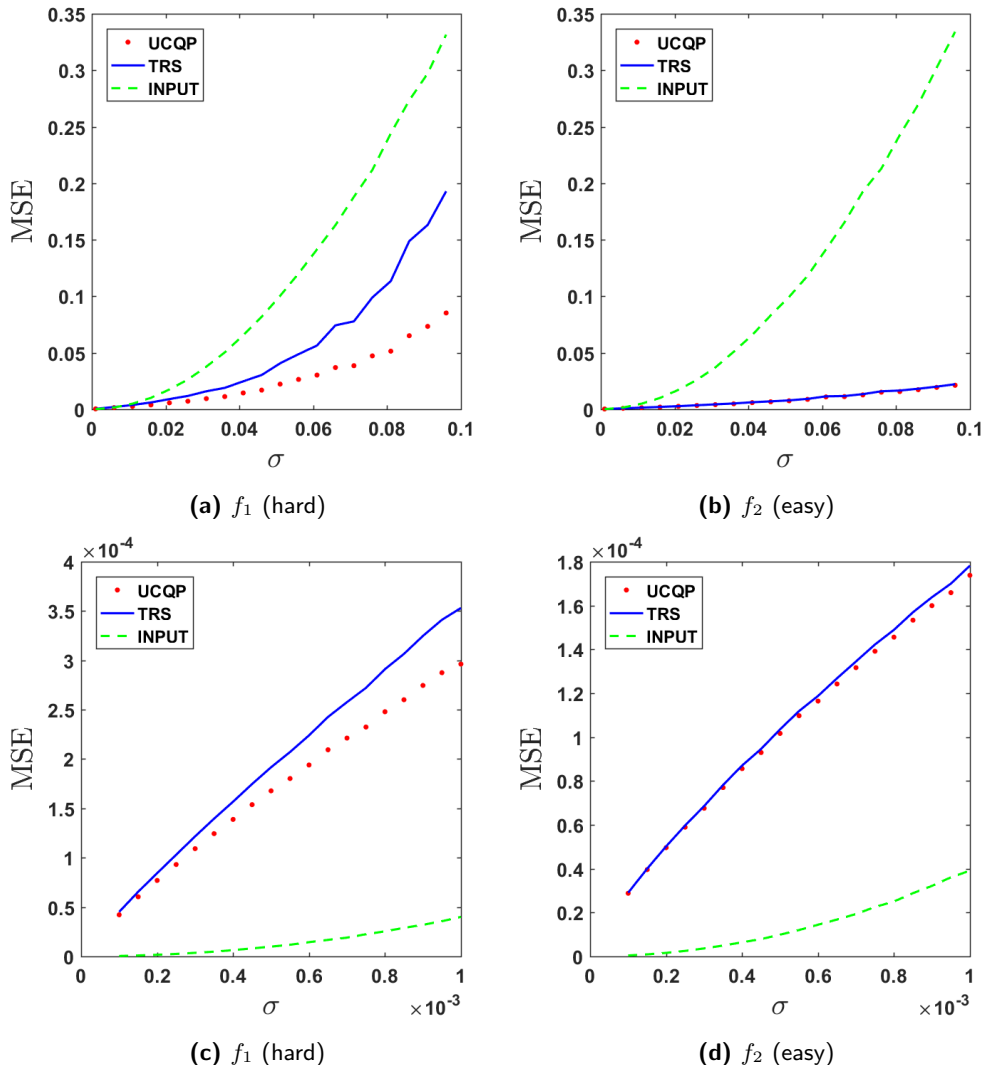 0.35
0.3
0.25
0.2
0.15
0.1
0.05
0
MSE
UCQP
TRS
INPUT
0 0.02 0.04 0.06 0.08 0.1
σ
(a) f₁ (hard)
0.35
0.3
0.25
0.2
0.15
0.1
0.05
0
MSE
UCQP
TRS
INPUT
0 0.02 0.04 0.06 0.08 0.1
σ
(b) f₂ (easy)
×10⁻⁴
4
3.5
3
2.5
2
1.5
1
0.5
0
MSE
UCQP
TRS
INPUT
0 0.2 0.4 0.6 0.8 1
σ
×10⁻³
(c) f₁ (hard)
×10⁻⁴
1.8
1.6
1.4
1.2
1
0.8
0.6
0.4
0.2
0
MSE
UCQP
TRS
INPUT
0 0.2 0.4 0.6 0.8 1
σ
×10⁻³
(d) f₂ (easy)